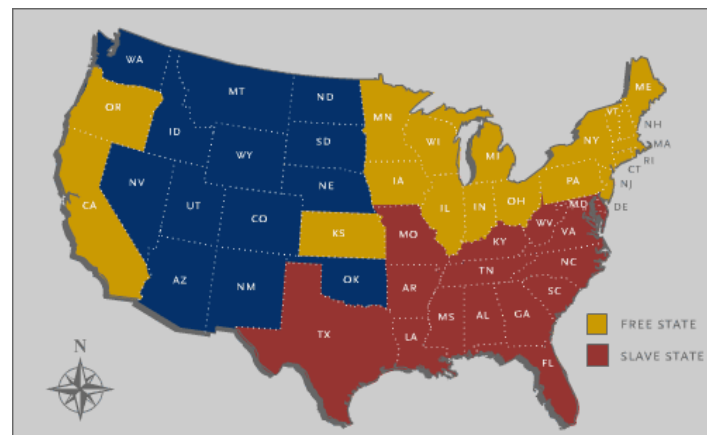 WA
MT
ND
MN
ME
OR
ID
SD
WI
VT
NH
WY
MI
NY
MA
RI
CT
NV
NE
IA
PA
NJ
UT
IL
IN
OH
MD
DE
CA
CO
KS
MO
WV
VA
KY
AZ
NM
OK
AR
TN
NC
SC
TX
LA
MS
AL
GA
FL
FREE STATE
SLAVE STATE
N